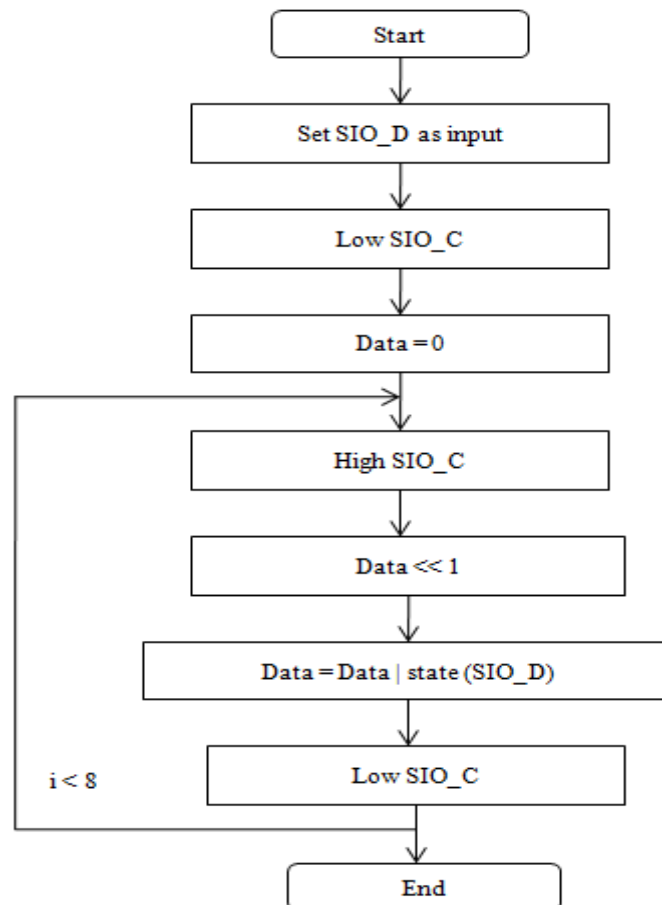 Start
Set SIO_D as input
Low SIO_C
Data = 0
High SIO_C
Data << 1
Data = Data | state (SIO_D)
Low SIO_C
i < 8
End